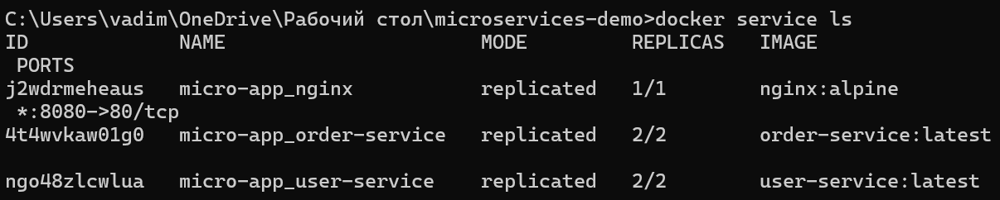 C:\Users\vadim\OneDrive\Рабочий стол\microservices-demo>docker service ls
ID             NAME                      MODE         REPLICAS   IMAGE
 PORTS
j2wdrmeheaus   micro-app_nginx           replicated   1/1        nginx:alpine
 *:8080->80/tcp
4t4wvkaw01g0   micro-app_order-service   replicated   2/2        order-service:latest
ngo48zlcwlua   micro-app_user-service    replicated   2/2        user-service:latest